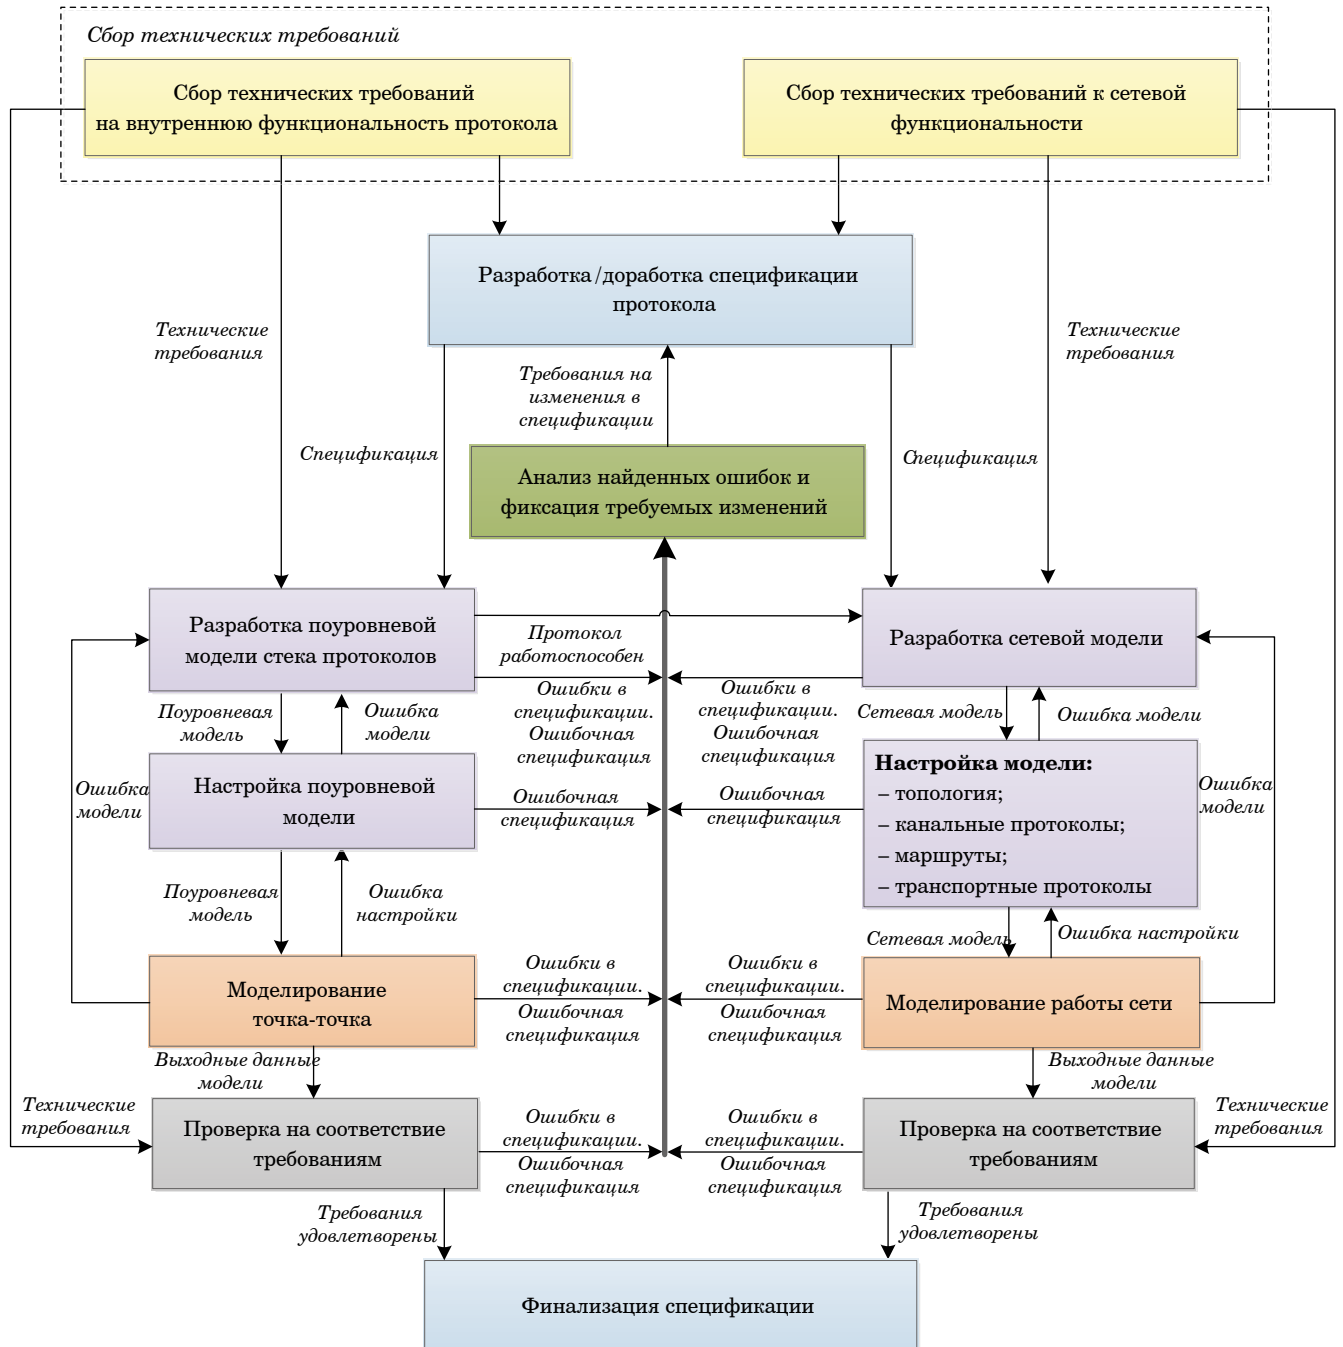 Сбор технических требований
Сбор технических требований
на внутреннюю функциональность протокола
Сбор технических требований к сетевой
функциональности
Разработка/доработка спецификации
протокола
Технические
требования
Технические
требования
Требования на
изменения в
спецификации
Спецификация
Спецификация
Анализ найденных ошибок и
фиксация требуемых изменений
Разработка поуровневой
модели стека протоколов
Протокол
работоспособен
Разработка сетевой модели
Ошибки в
спецификации.
Ошибочная
спецификация
Ошибки в
спецификации.
Ошибочная
спецификация
Поуровневая
модель
Ошибка
модели
Сетевая модель
Ошибка модели
Ошибка
модели
Настройка поуровневой
модели
Ошибочная
спецификация
Ошибочная
спецификация
Настройка модели:
– топология;
– канальные протоколы;
– маршруты;
– транспортные протоколы
Ошибка
модели
Поуровневая
модель
Ошибка
настройки
Сетевая модель
Ошибка настройки
Моделирование
точка-точка
Ошибки в
спецификации.
Ошибочная
спецификация
Ошибки в
спецификации.
Ошибочная
спецификация
Моделирование работы сети
Выходные данные
модели
Выходные данные
модели
Технические
требования
Проверка на соответствие
требованиям
Ошибки в
спецификации.
Ошибочная
спецификация
Ошибки в
спецификации.
Ошибочная
спецификация
Проверка на соответствие
требованиям
Технические
требования
Требования
удовлетворены
Требования
удовлетворены
Финализация спецификации